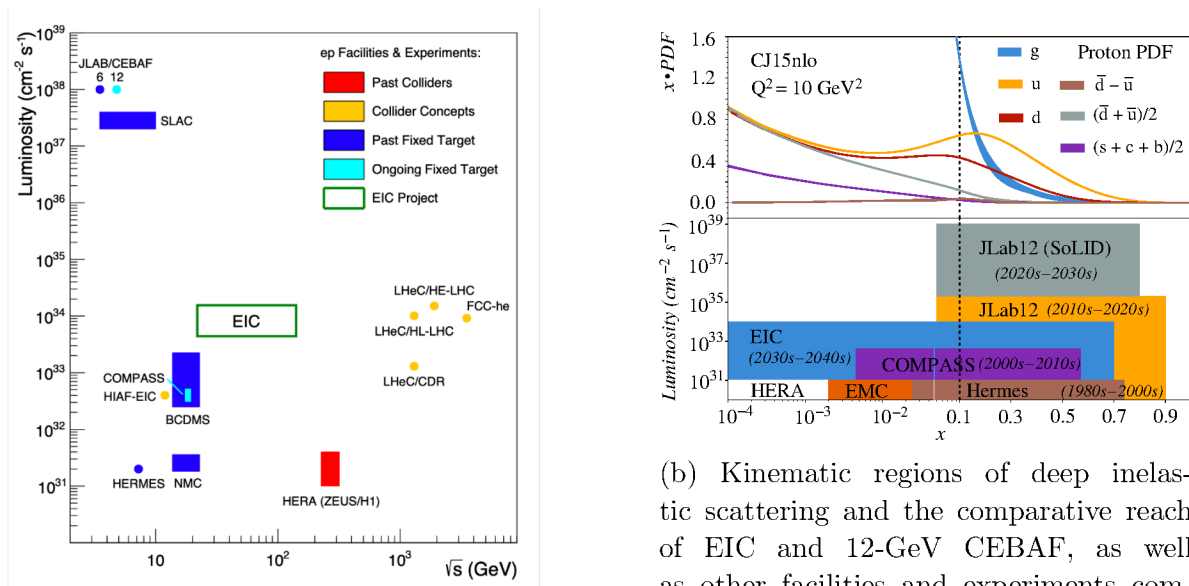 10^39
10^38
10^37
10^36
10^35
10^34
10^33
10^32
10^31
Luminosity (cm^-2 s^-1)
JLAB/CEBAF
6 12
SLAC
ep Facilities & Experiments:
Past Colliders
Collider Concepts
Past Fixed Target
Ongoing Fixed Target
EIC Project
LHeC/HE-LHC
FCC-he
EIC
LHeC/HL-LHC
COMPASS
LHeC/CDR
HIAF-EIC
BCDMS
HERMES
NMC
HERA (ZEUS/H1)
10 10^2 10^3
√s (GeV)
x•PDF
1.6
1.2
0.8
0.4
0.0
CJ15nlo
Q^2 = 10 GeV^2
g Proton PDF
u d̄ − ū
d (d̄ + ū)/2
(s + c + b)/2
Luminosity (cm^−2 s^−1)
10^39
10^37
10^35
10^33
10^31
JLab12 (SoLID)
(2020s−2030s)
JLab12 (2010s−2020s)
EIC
(2030s−2040s)
COMPASS (2000s−2010s)
HERA EMC Hermes (1980s−2000s)
10^−4 10^−3 10^−2 0.1 0.3 0.5 0.7 0.9
x
(b) Kinematic regions of deep inelas-
tic scattering and the comparative reach
of EIC and 12-GeV CEBAF, as well
as other facilities and experiments com-